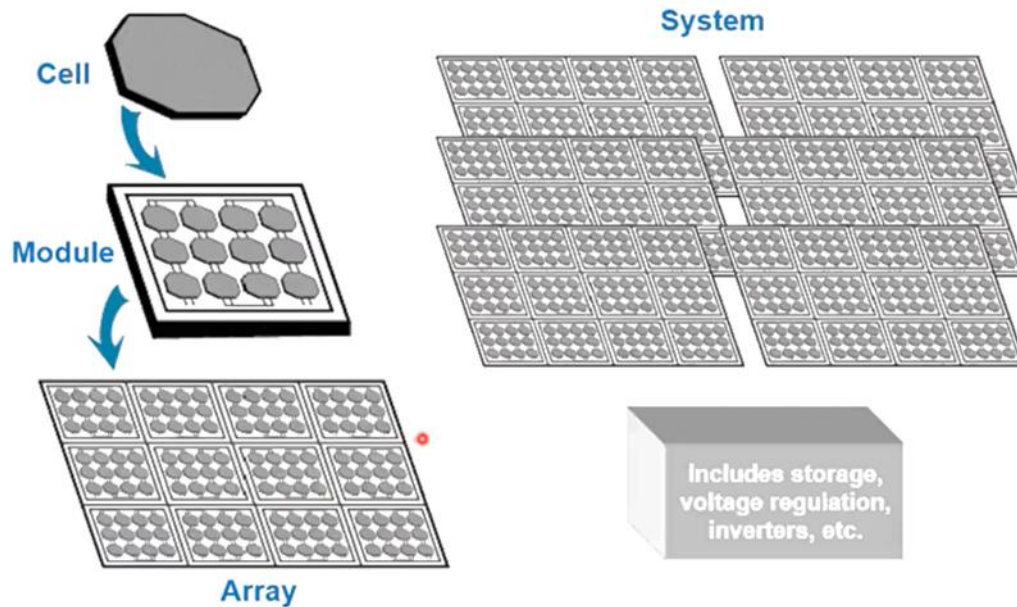 System
Cell
Module
Array
Includes storage,
voltage regulation,
inverters, etc.